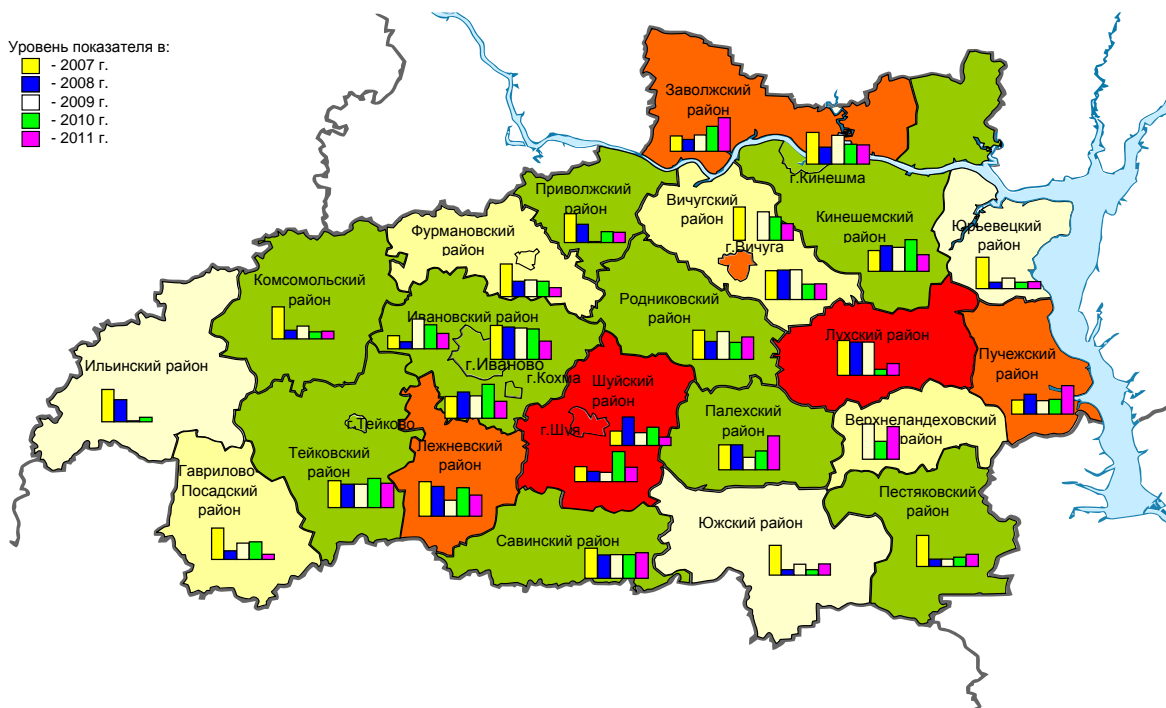 Уровень показателя в:
- 2007 г.
- 2008 г.
- 2009 г.
- 2010 г.
- 2011 г.
Заволжский
район
г.Кинешма
Приволжский
район
Вичугский
район
Кинешемский
район
Юрьевецкий
район
Фурмановский
район
г.Вичуга
Комсомольский
район
Родниковский
район
Ивановский район
Лухский район
Пучежский
район
Ильинский район
г.Иваново
г.Кохма
Шуйский
район
Палехский
район
Верхнеландеховский
район
г.Тейково
г.Шуя
Тейковский
район
Лежневский
район
Гаврилово
Посадский
район
Пестяковский
район
Южский район
Савинский район